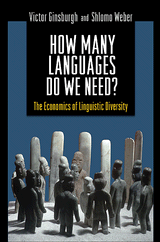 Victor Ginsburgh and Shlomo Weber
HOW MANY
LANGUAGES
DO WE NEED?
The Economics of Linguistic Diversity